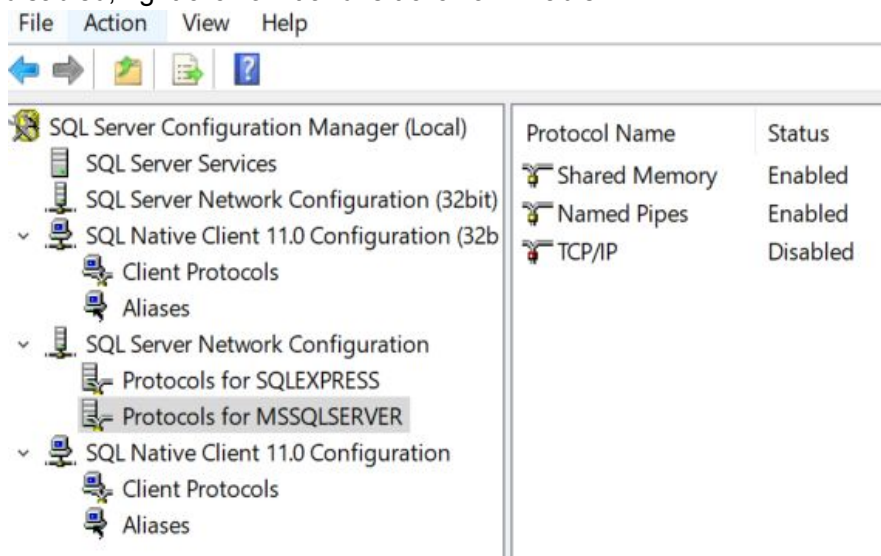 File Action View Help
SQL Server Configuration Manager (Local)
SQL Server Services
SQL Server Network Configuration (32bit)
SQL Native Client 11.0 Configuration (32b
Client Protocols
Aliases
SQL Server Network Configuration
Protocols for SQLEXPRESS
Protocols for MSSQLSERVER
SQL Native Client 11.0 Configuration
Client Protocols
Aliases
Protocol Name Status
Shared Memory Enabled
Named Pipes Enabled
TCP/IP Disabled